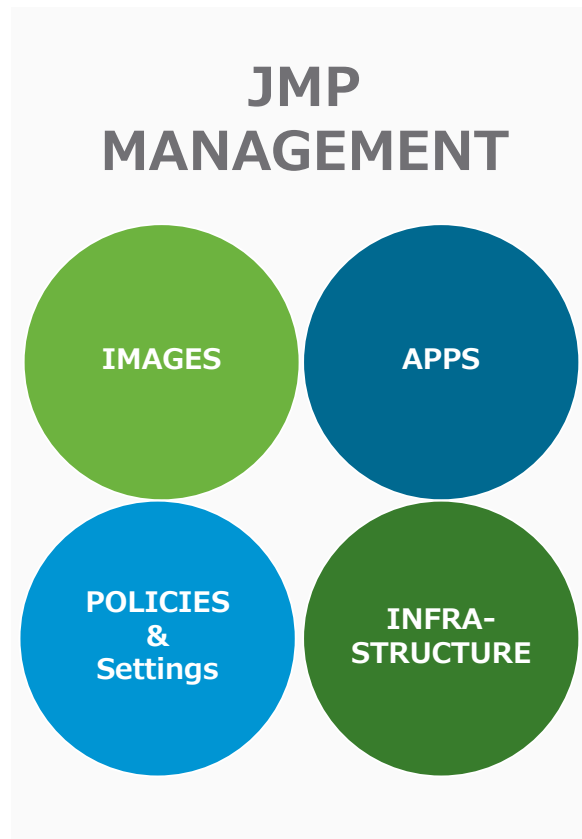 JMP
MANAGEMENT
IMAGES
APPS
POLICIES
&
Settings
INFRA-
STRUCTURE